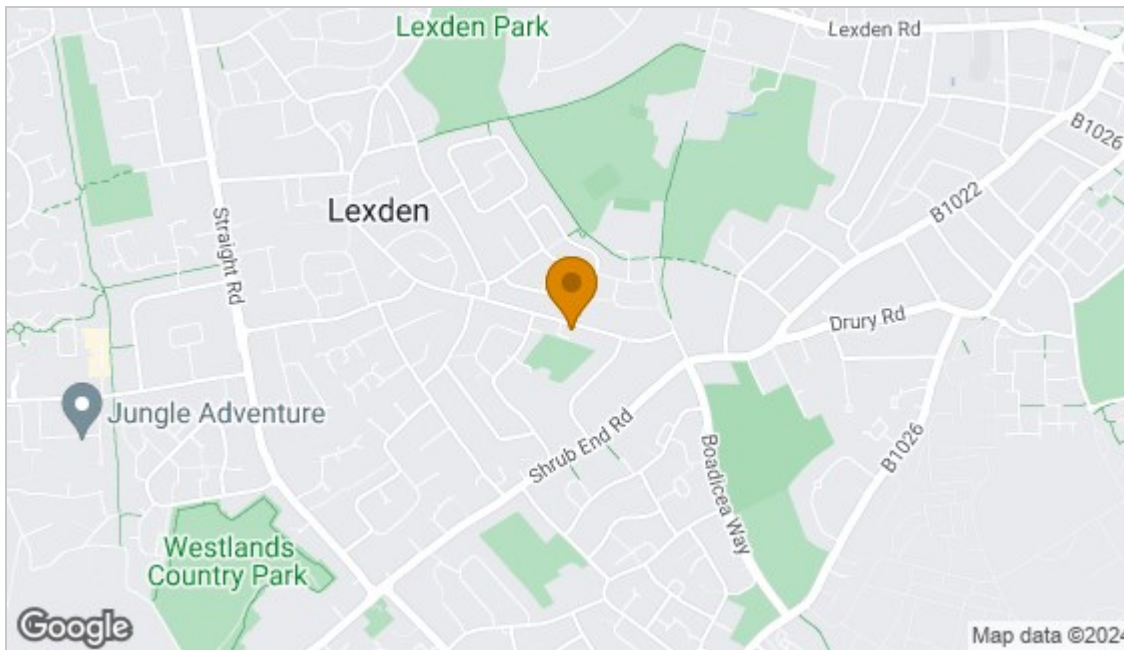 Lexden Park
Lexden Rd
B1026
B1022
Lexden
Straight Rd
Drury Rd
Jungle Adventure
Shrub End Rd
Boadicea Way
B1026
Westlands
Country Park
Google
Map data ©2024